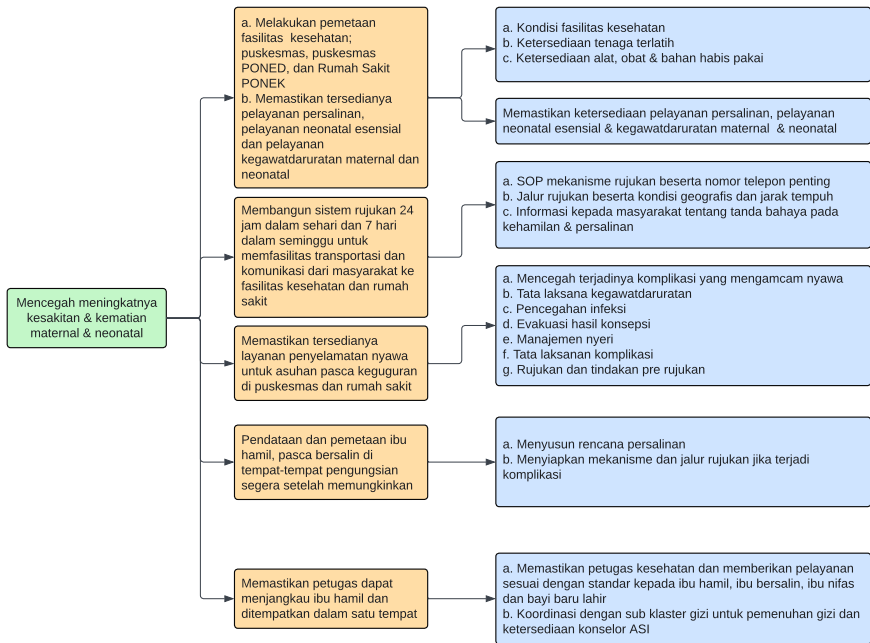 Mencegah meningkatnya
kesakitan & kematian
maternal & neonatal
a. Melakukan pemetaan
fasilitas kesehatan;
puskesmas, puskesmas
PONED, dan Rumah Sakit
PONEK
b. Memastikan tersedianya
pelayanan persalinan,
pelayanan neonatal esensial
dan pelayanan
kegawatdaruratan maternal dan
neonatal
a. Kondisi fasilitas kesehatan
b. Ketersediaan tenaga terlatih
c. Ketersediaan alat, obat & bahan habis pakai
Memastikan ketersediaan pelayanan persalinan, pelayanan
neonatal esensial & kegawatdaruratan maternal & neonatal
Membangun sistem rujukan 24
jam dalam sehari dan 7 hari
dalam seminggu untuk
memfasilitas transportasi dan
komunikasi dari masyarakat ke
fasilitas kesehatan dan rumah
sakit
a. SOP mekanisme rujukan beserta nomor telepon penting
b. Jalur rujukan beserta kondisi geografis dan jarak tempuh
c. Informasi kepada masyarakat tentang tanda bahaya pada
kehamilan & persalinan
Memastikan tersedianya
layanan penyelamatan nyawa
untuk asuhan pasca keguguran
di puskesmas dan rumah sakit
a. Mencegah terjadinya komplikasi yang mengamcam nyawa
b. Tata laksana kegawatdaruratan
c. Pencegahan infeksi
d. Evakuasi hasil konsepsi
e. Manajemen nyeri
f. Tata laksanan komplikasi
g. Rujukan dan tindakan pre rujukan
Pendataan dan pemetaan ibu
hamil, pasca bersalin di
tempat-tempat pengungsian
segera setelah memungkinkan
a. Menyusun rencana persalinan
b. Menyiapkan mekanisme dan jalur rujukan jika terjadi
komplikasi
Memastikan petugas dapat
menjangkau ibu hamil dan
ditempatkan dalam satu tempat
a. Memastikan petugas kesehatan dan memberikan pelayanan
sesuai dengan standar kepada ibu hamil, ibu bersalin, ibu nifas
dan bayi baru lahir
b. Koordinasi dengan sub klaster gizi untuk pemenuhan gizi dan
ketersediaan konselor ASI